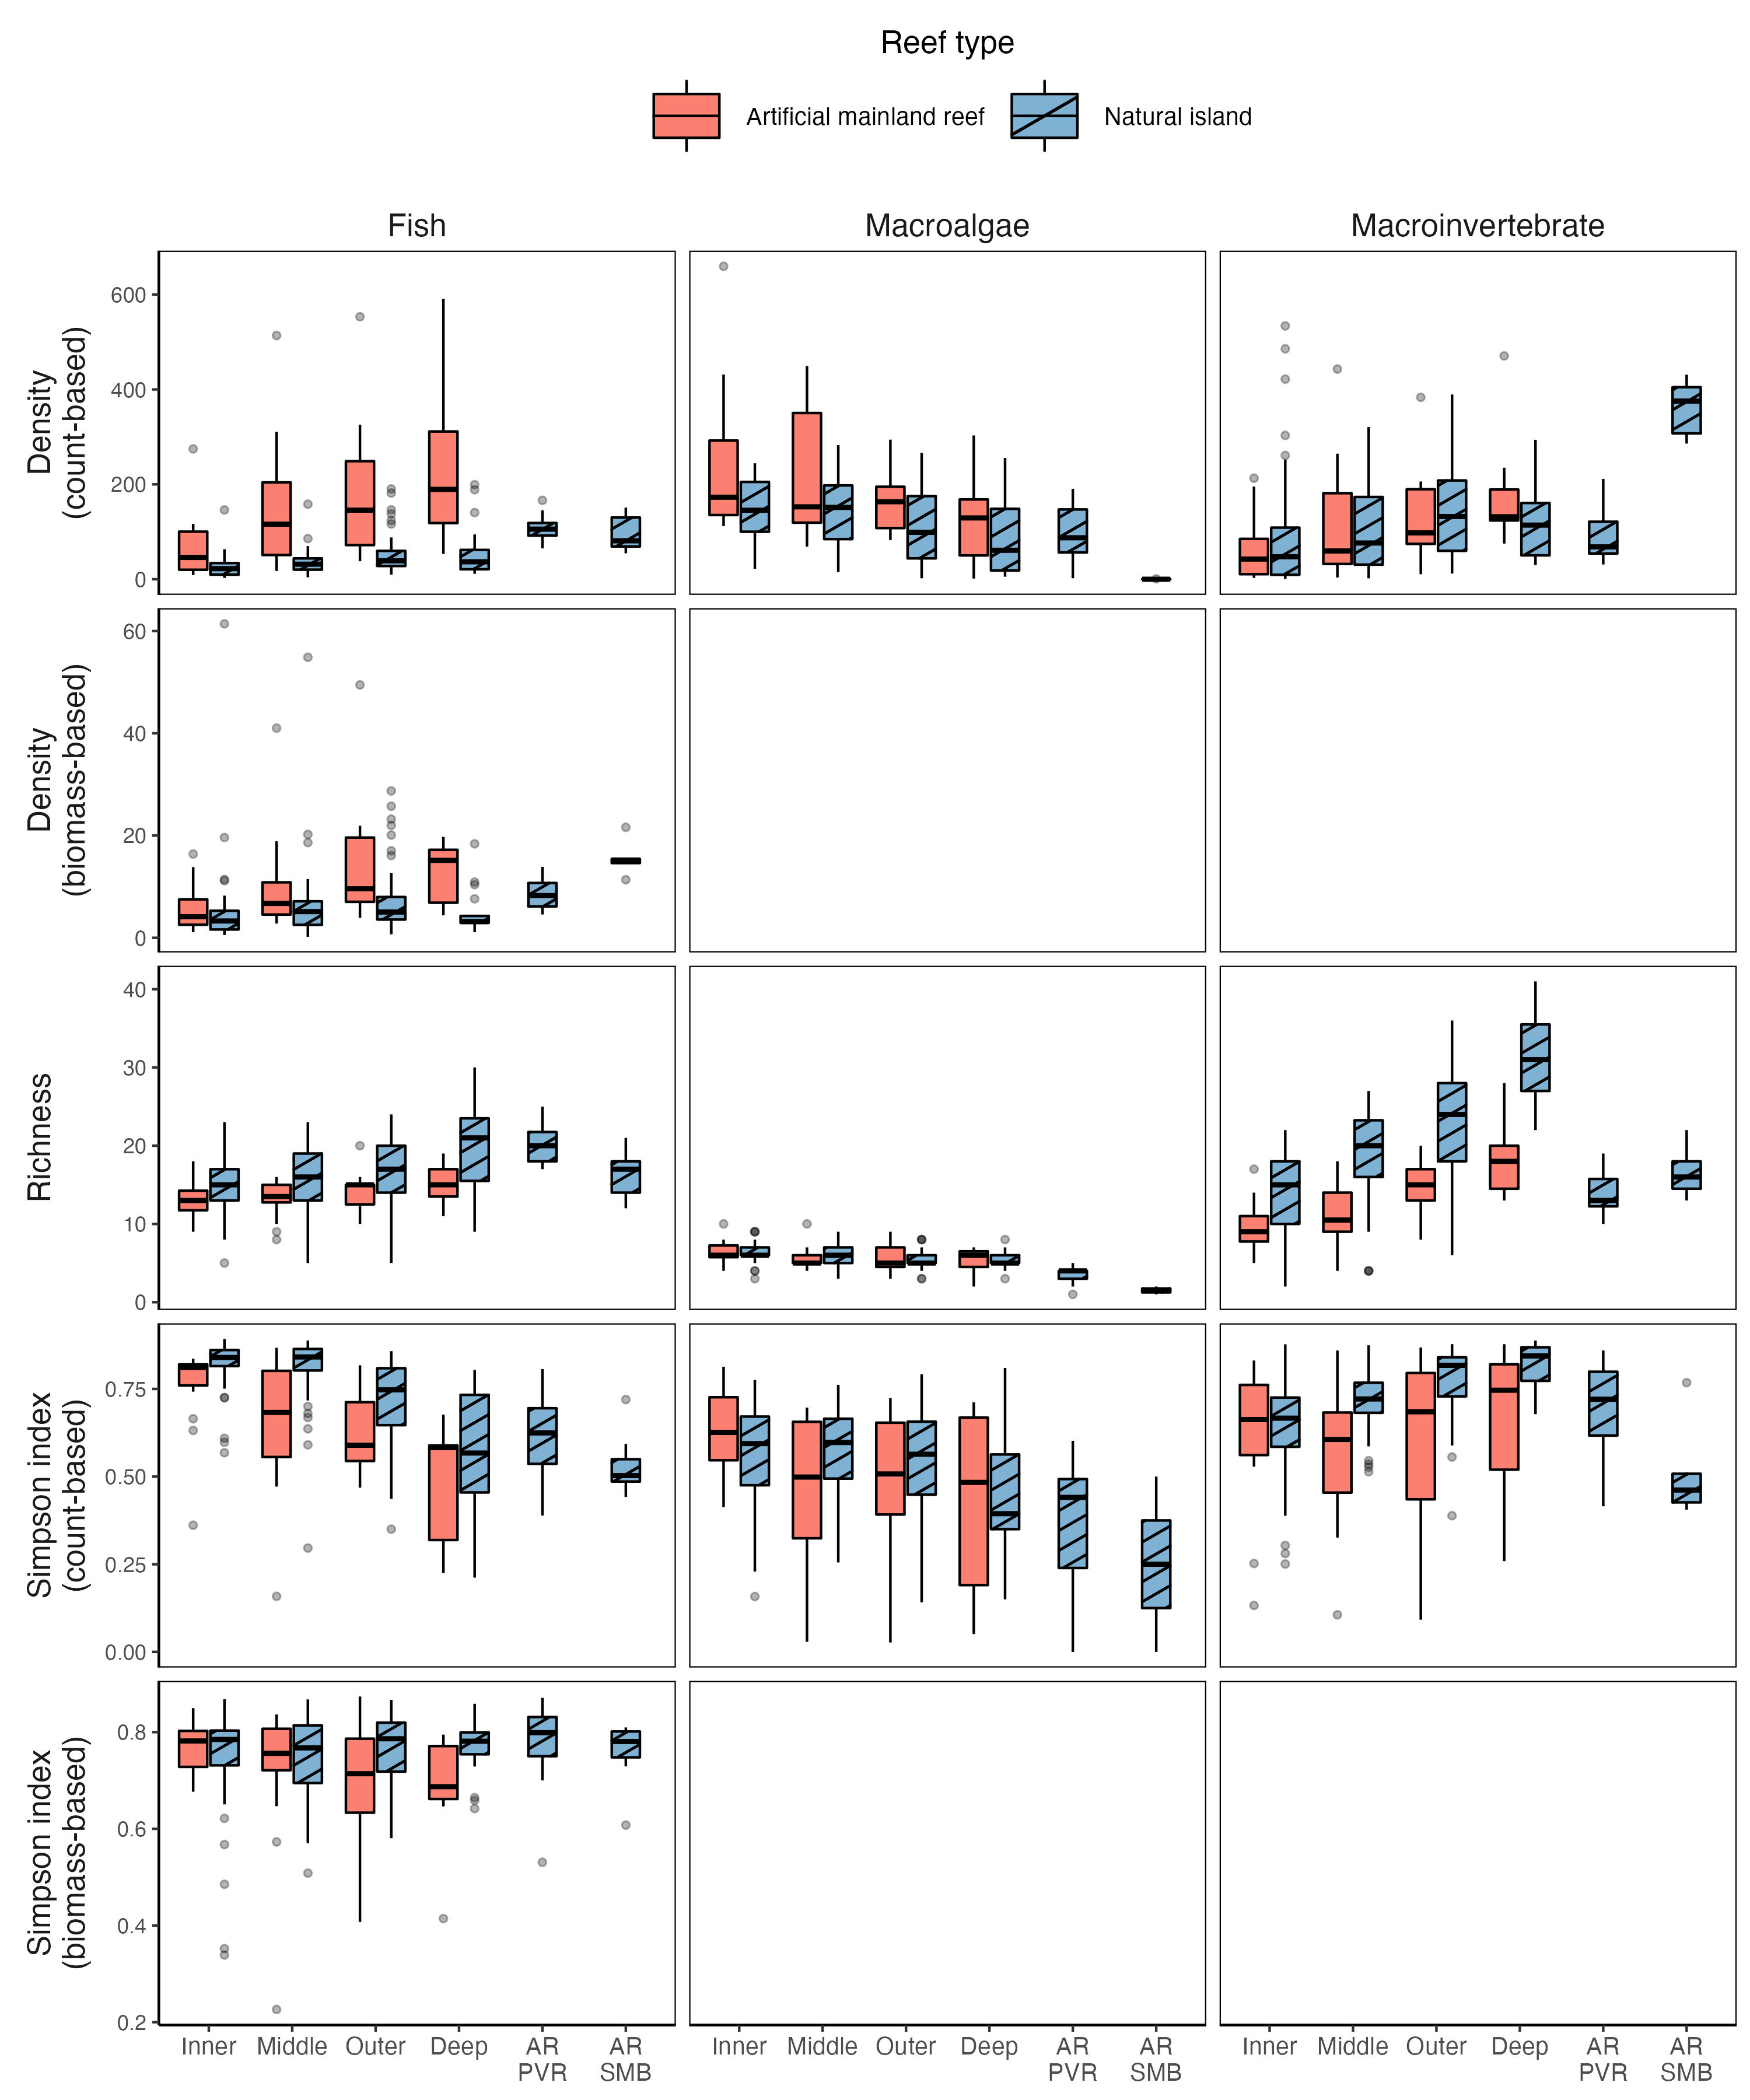 Reef type
Artificial mainland reef
Natural island
Fish
Macroalgae
Macroinvertebrate
Density
(count-based)
600
400
200
0
Density
(biomass-based)
60
40
20
0
Richness
40
30
20
10
0
Simpson index
(count-based)
0.75
0.50
0.25
0.00
Simpson index
(biomass-based)
0.8
0.6
0.4
0.2
Inner
Middle
Outer
Deep
AR
PVR
AR
SMB
Inner
Middle
Outer
Deep
AR
PVR
AR
SMB
Inner
Middle
Outer
Deep
AR
PVR
AR
SMB